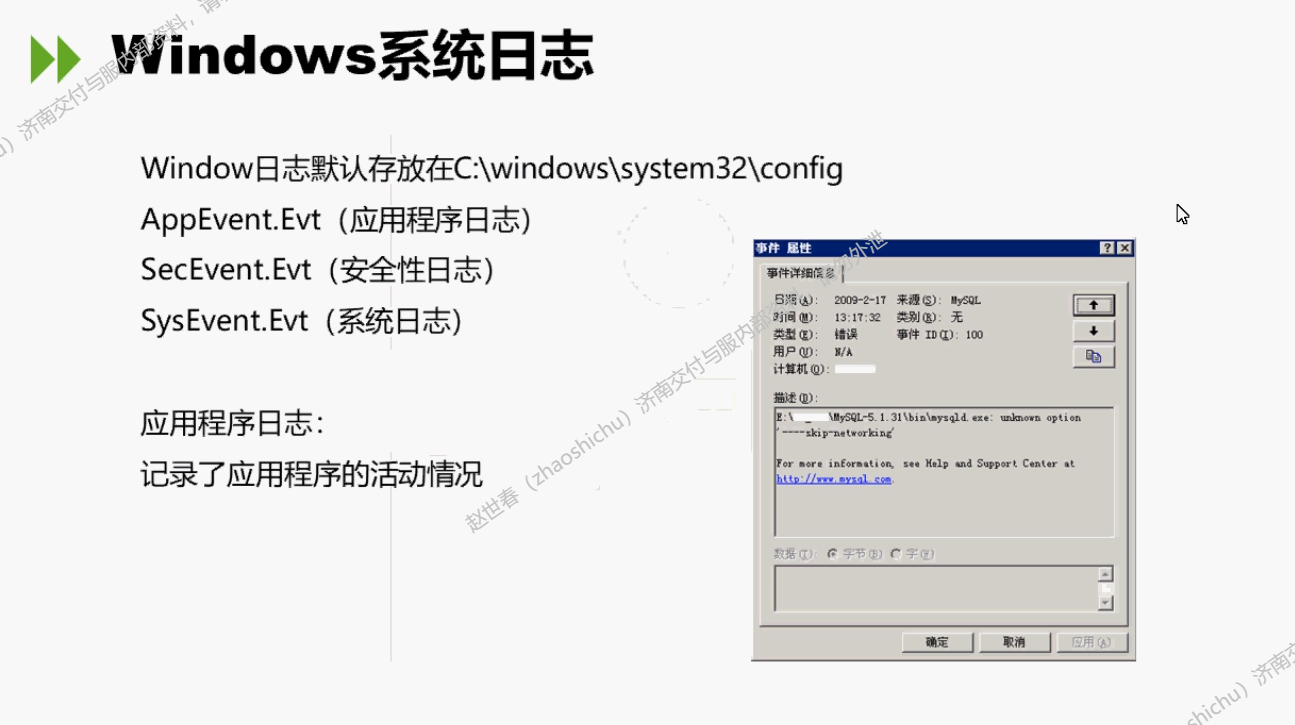 Windows系统日志
Window日志默认存放在C:\windows\system32\config
AppEvent.Evt（应用程序日志）
SecEvent.Evt（安全性日志）
SysEvent.Evt（系统日志）
应用程序日志：
记录了应用程序的活动情况
事件 属性
事件详细信息
日期(A): 2009-2-17 来源(S): MySQL
时间(M): 13:17:32 类别(R): 无
类型(E): 错误 事件 ID(I): 100
用户(U): N/A
计算机(O):
描述(D):
E:\ \MySQL-5.1.31\bin\mysqld.exe: unknown option
'----skip-networking'
For more information, see Help and Support Center at
http://www.mysql.com.
数据(T): 字节(B) 字(W)
确定 取消 应用(A)
赵世春（zhaoshichu）济南交付与服内部资料，请勿外泄
u）济南交付与服内部资料，请
shichu）济南交